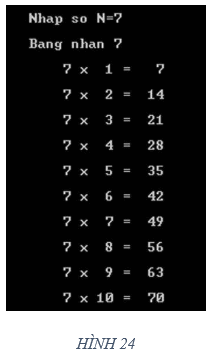 Nhap so N=7
Bang nhan 7
7 x 1 = 7
7 x 2 = 14
7 x 3 = 21
7 x 4 = 28
7 x 5 = 35
7 x 6 = 42
7 x 7 = 49
7 x 8 = 56
7 x 9 = 63
7 x 10 = 70
HÌNH 24